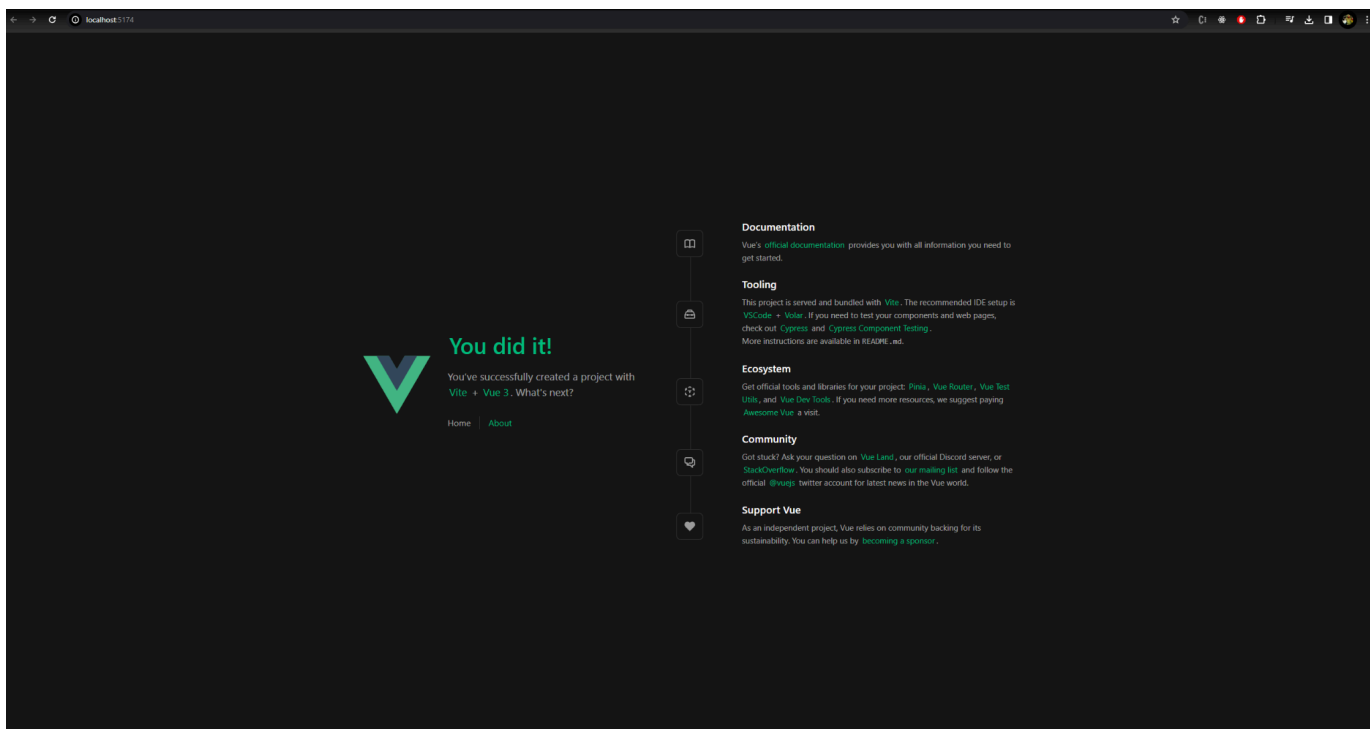 localhost:5174
You did it!
You've successfully created a project with
Vite + Vue 3. What's next?
Home
About
Documentation
Vue's official documentation provides you with all information you need to
get started.
Tooling
This project is served and bundled with Vite. The recommended IDE setup is
VSCode + Volar. If you need to test your components and web pages,
check out Cypress and Cypress Component Testing.
More instructions are available in README.md.
Ecosystem
Get official tools and libraries for your project: Pinia, Vue Router, Vue Test
Utils, and Vue Dev Tools. If you need more resources, we suggest paying
Awesome Vue a visit.
Community
Got stuck? Ask your question on Vue Land, our official Discord server, or
StackOverflow. You should also subscribe to our mailing list and follow the
official @vuejs twitter account for latest news in the Vue world.
Support Vue
As an independent project, Vue relies on community backing for its
sustainability. You can help us by becoming a sponsor.